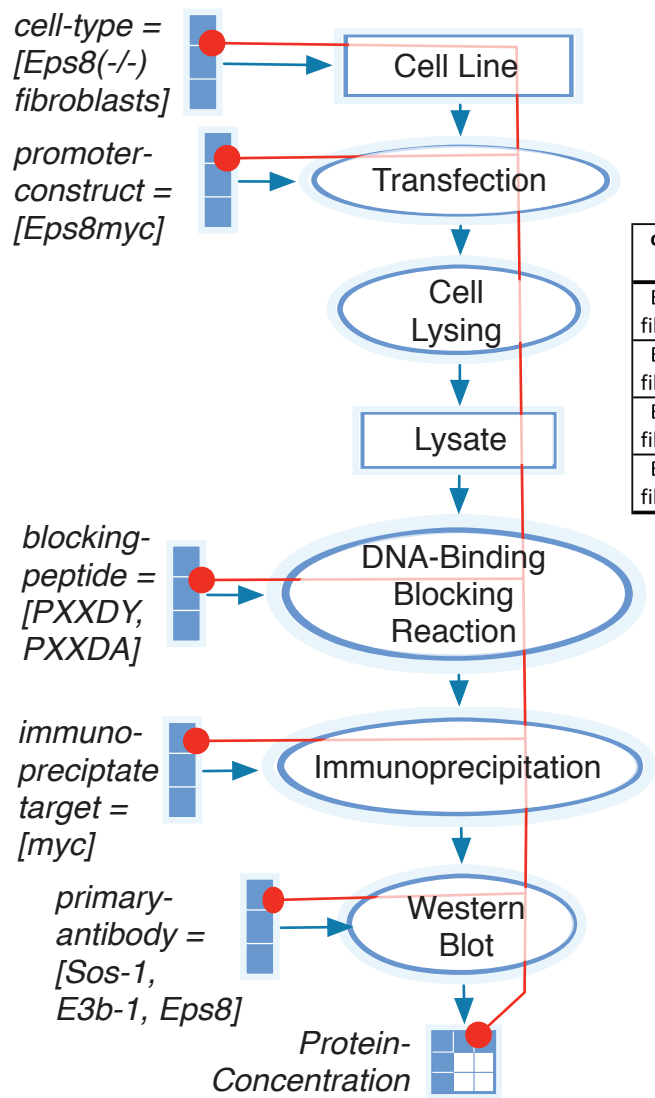 cell-type =
[Eps8(-/-)
fibroblasts]
Cell Line
promoter-
construct =
[Eps8myc]
Transfection
Cell
Lysing
Lysate
blocking-
peptide =
[PXXDY,
PXXDA]
DNA-Binding
Blocking
Reaction
immuno-
preciptate
target =
[myc]
Immunoprecipitation
primary-
antibody =
[Sos-1,
E3b-1, Eps8]
Western
Blot
Protein-
Concentration